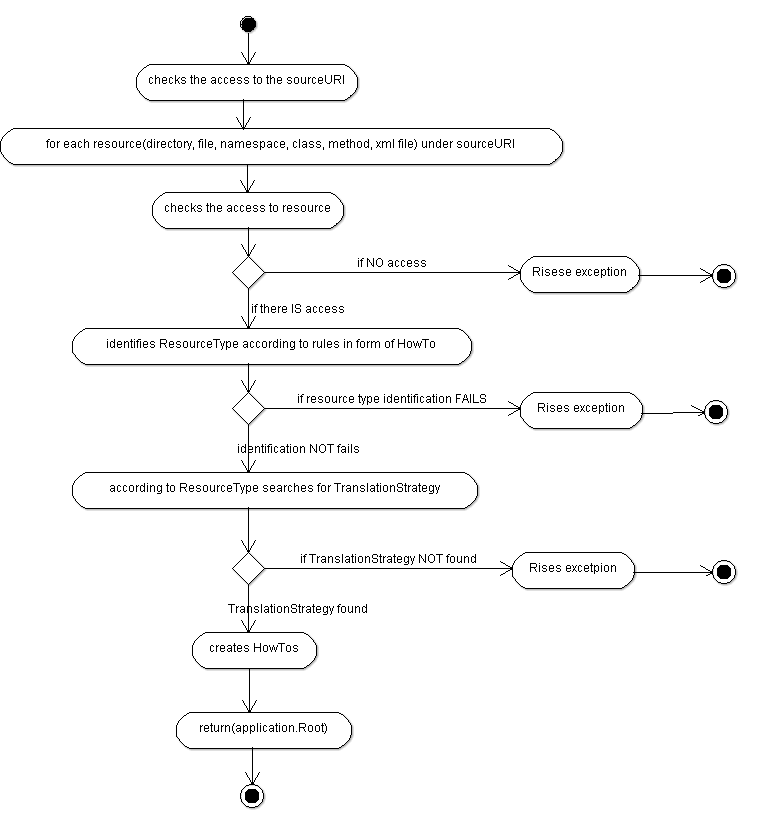 checks the access to the sourceURI
for each resource(directory, file, namespace, class, method, xml file) under sourceURI
checks the access to resource
if NO access
Risese exception
if there IS access
identifies ResourceType according to rules in form of HowTo
if resource type identification FAILS
Rises exception
identification NOT fails
according to ResourceType searches for TranslationStrategy
if TranslationStrategy NOT found
Rises excetpion
TranslationStrategy found
creates HowTos
return(application.Root)